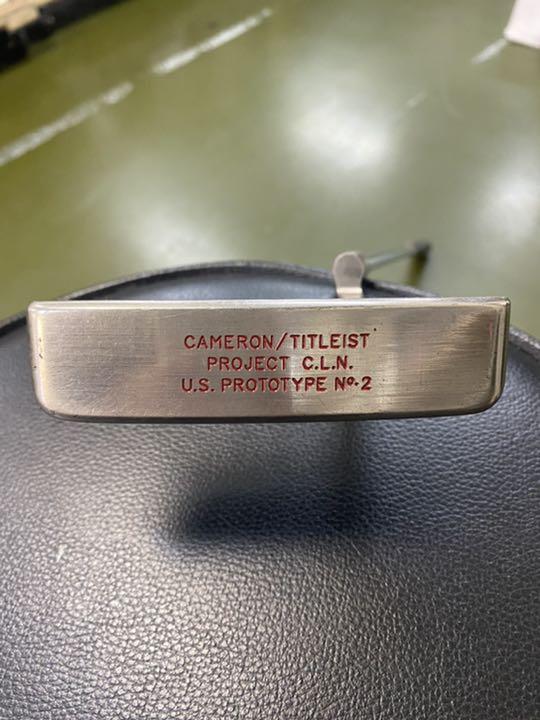 CAMERON/TITLEIST
PROJECT C.L.N.
U.S. PROTOTYPE No.2